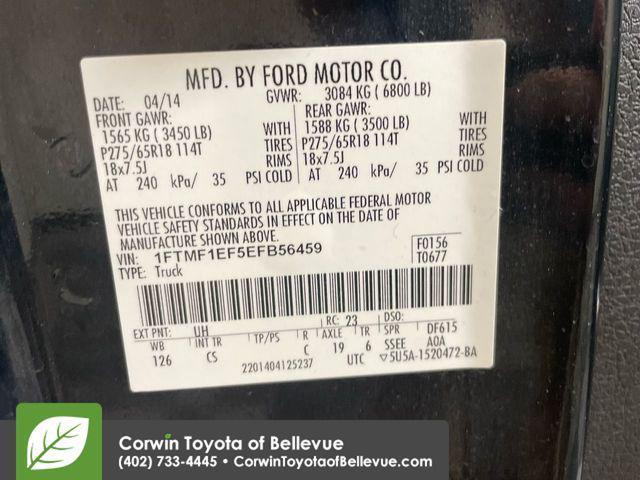 MFD. BY FORD MOTOR CO.
DATE: 04/14 GVWR: 3084 KG ( 6800 LB)
FRONT GAWR: REAR GAWR:
1565 KG ( 3450 LB) WITH 1588 KG ( 3500 LB) WITH
P275/65R18 114T TIRES P275/65R18 114T TIRES
18x7.5J RIMS 18x7.5J RIMS
AT 240 kPa/ 35 PSI COLD AT 240 kPa/ 35 PSI COLD
THIS VEHICLE CONFORMS TO ALL APPLICABLE FEDERAL MOTOR
VEHICLE SAFETY STANDARDS IN EFFECT ON THE DATE OF
MANUFACTURE SHOWN ABOVE.
VIN: 1FTMF1EF5EFB56459 F0156
TYPE: Truck T0677
EXT PNT: UH RC: 23 DSO:
WB INT TR TP/PS R AXLE TR SPR DF615
126 CS C 19 6 SSEE A0A
2201404125237 UTC 5U5A-1520472-BA
Corwin Toyota of Bellevue
(402) 733-4445 • CorwinToyotaofBellevue.com